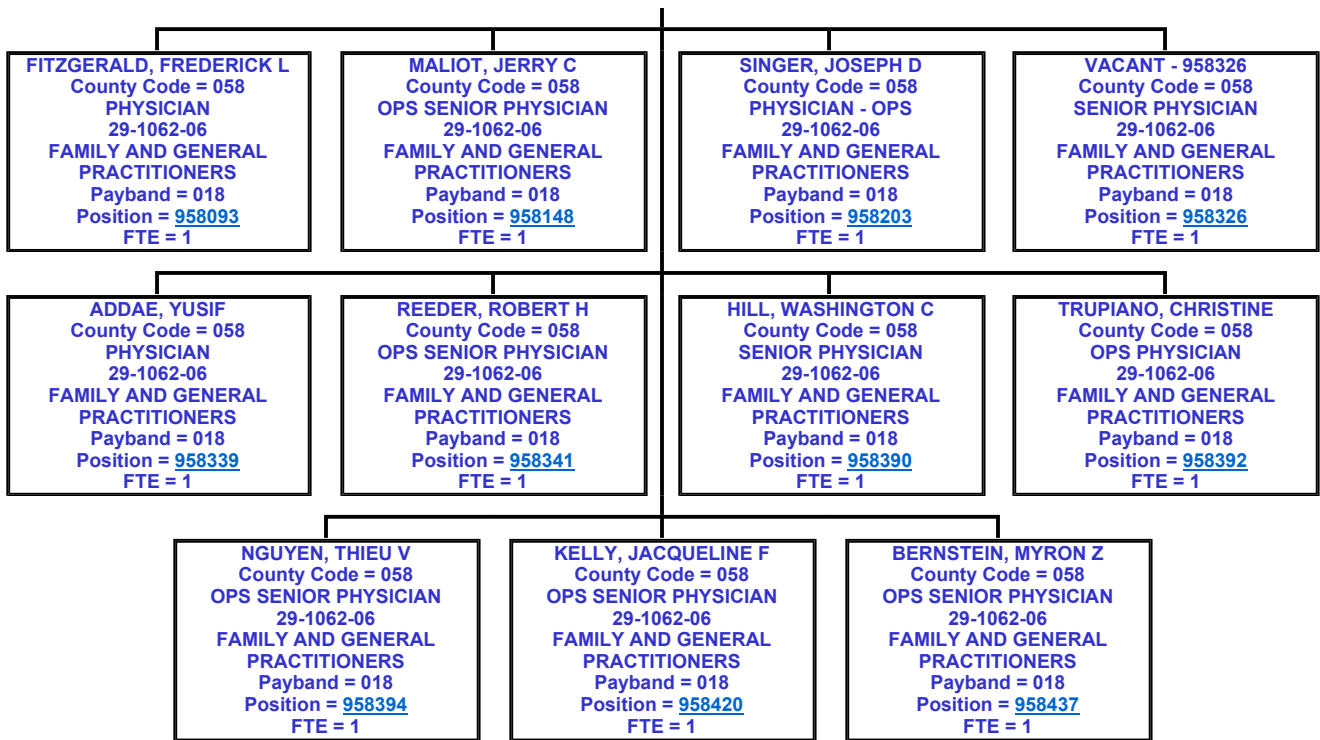 FITZGERALD, FREDERICK L
County Code = 058
PHYSICIAN
29-1062-06
FAMILY AND GENERAL
PRACTITIONERS
Payband = 018
Position = 958093
FTE = 1
MALIOT, JERRY C
County Code = 058
OPS SENIOR PHYSICIAN
29-1062-06
FAMILY AND GENERAL
PRACTITIONERS
Payband = 018
Position = 958148
FTE = 1
SINGER, JOSEPH D
County Code = 058
PHYSICIAN - OPS
29-1062-06
FAMILY AND GENERAL
PRACTITIONERS
Payband = 018
Position = 958203
FTE = 1
VACANT - 958326
County Code = 058
SENIOR PHYSICIAN
29-1062-06
FAMILY AND GENERAL
PRACTITIONERS
Payband = 018
Position = 958326
FTE = 1
ADDAE, YUSIF
County Code = 058
PHYSICIAN
29-1062-06
FAMILY AND GENERAL
PRACTITIONERS
Payband = 018
Position = 958339
FTE = 1
REEDER, ROBERT H
County Code = 058
OPS SENIOR PHYSICIAN
29-1062-06
FAMILY AND GENERAL
PRACTITIONERS
Payband = 018
Position = 958341
FTE = 1
HILL, WASHINGTON C
County Code = 058
SENIOR PHYSICIAN
29-1062-06
FAMILY AND GENERAL
PRACTITIONERS
Payband = 018
Position = 958390
FTE = 1
TRUPIANO, CHRISTINE
County Code = 058
OPS PHYSICIAN
29-1062-06
FAMILY AND GENERAL
PRACTITIONERS
Payband = 018
Position = 958392
FTE = 1
NGUYEN, THIEU V
County Code = 058
OPS SENIOR PHYSICIAN
29-1062-06
FAMILY AND GENERAL
PRACTITIONERS
Payband = 018
Position = 958394
FTE = 1
KELLY, JACQUELINE F
County Code = 058
OPS SENIOR PHYSICIAN
29-1062-06
FAMILY AND GENERAL
PRACTITIONERS
Payband = 018
Position = 958420
FTE = 1
BERNSTEIN, MYRON Z
County Code = 058
OPS SENIOR PHYSICIAN
29-1062-06
FAMILY AND GENERAL
PRACTITIONERS
Payband = 018
Position = 958437
FTE = 1